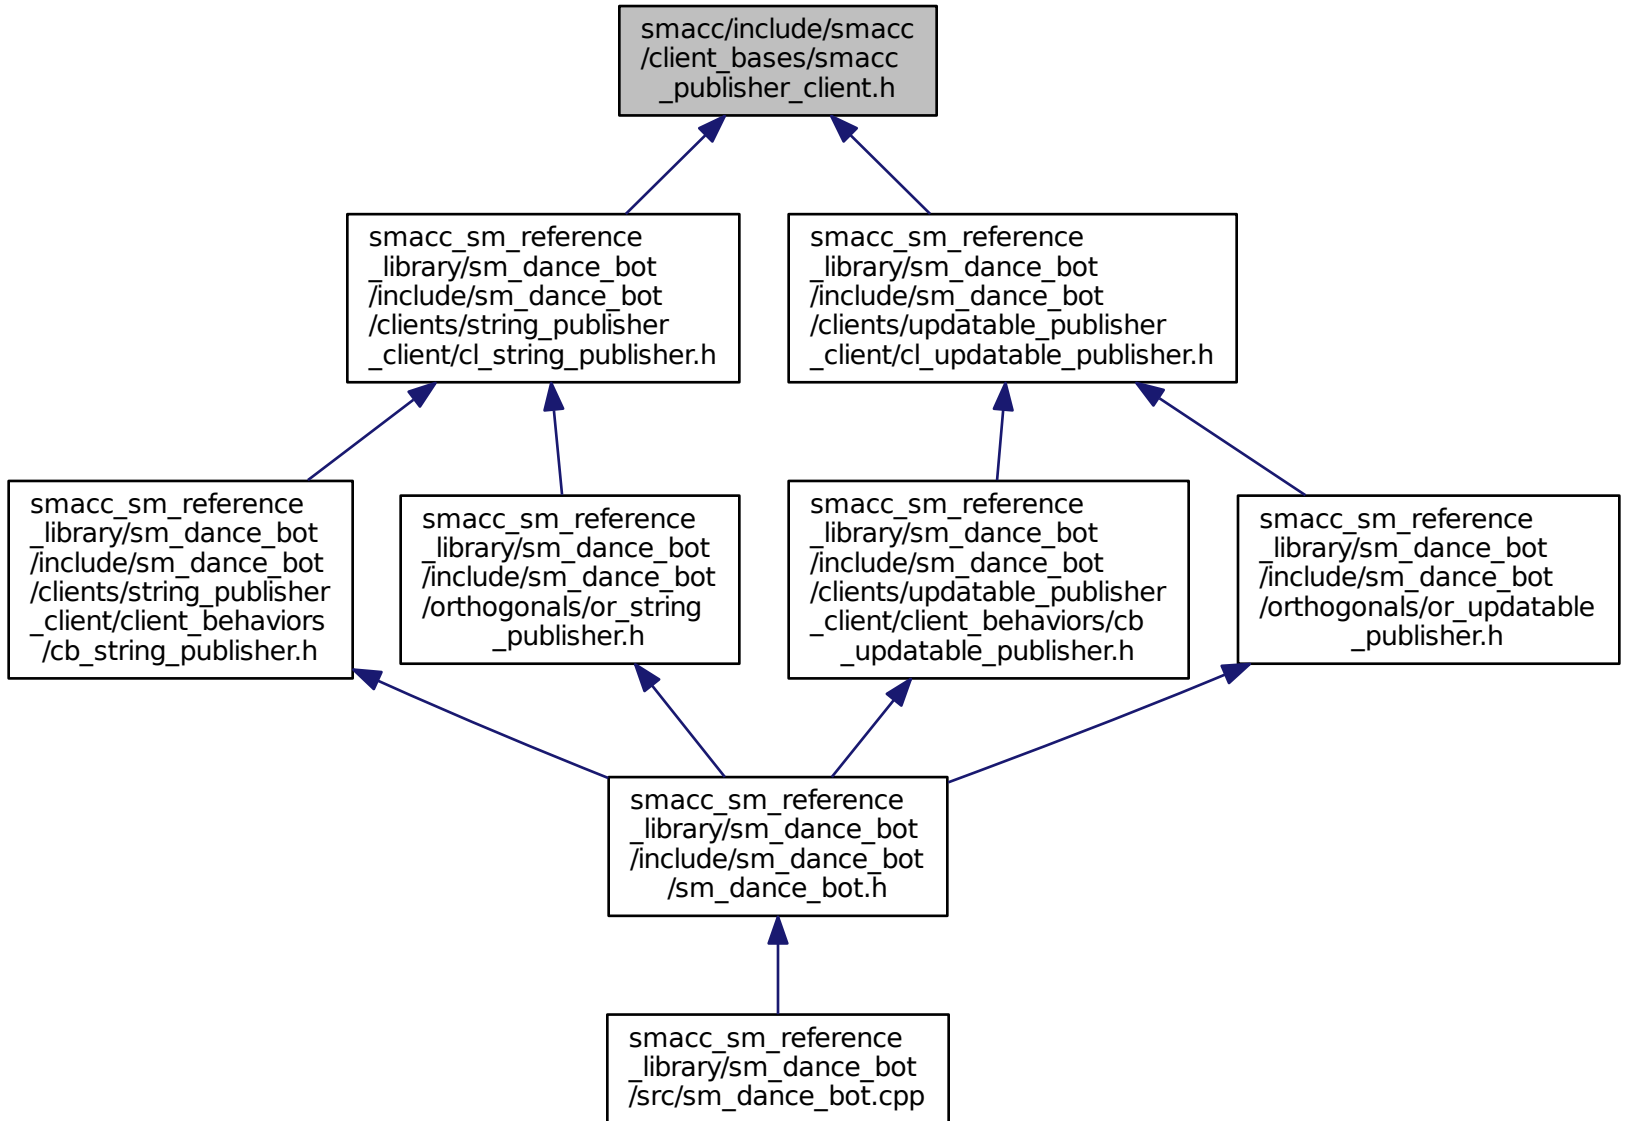 smacc/include/smacc
/client_bases/smacc
_publisher_client.h
smacc_sm_reference
_library/sm_dance_bot
/include/sm_dance_bot
/clients/string_publisher
_client/cl_string_publisher.h
smacc_sm_reference
_library/sm_dance_bot
/include/sm_dance_bot
/clients/updatable_publisher
_client/cl_updatable_publisher.h
smacc_sm_reference
_library/sm_dance_bot
/include/sm_dance_bot
/clients/string_publisher
_client/client_behaviors
/cb_string_publisher.h
smacc_sm_reference
_library/sm_dance_bot
/include/sm_dance_bot
/orthogonals/or_string
_publisher.h
smacc_sm_reference
_library/sm_dance_bot
/include/sm_dance_bot
/clients/updatable_publisher
_client/client_behaviors/cb
_updatable_publisher.h
smacc_sm_reference
_library/sm_dance_bot
/include/sm_dance_bot
/orthogonals/or_updatable
_publisher.h
smacc_sm_reference
_library/sm_dance_bot
/include/sm_dance_bot
/sm_dance_bot.h
smacc_sm_reference
_library/sm_dance_bot
/src/sm_dance_bot.cpp